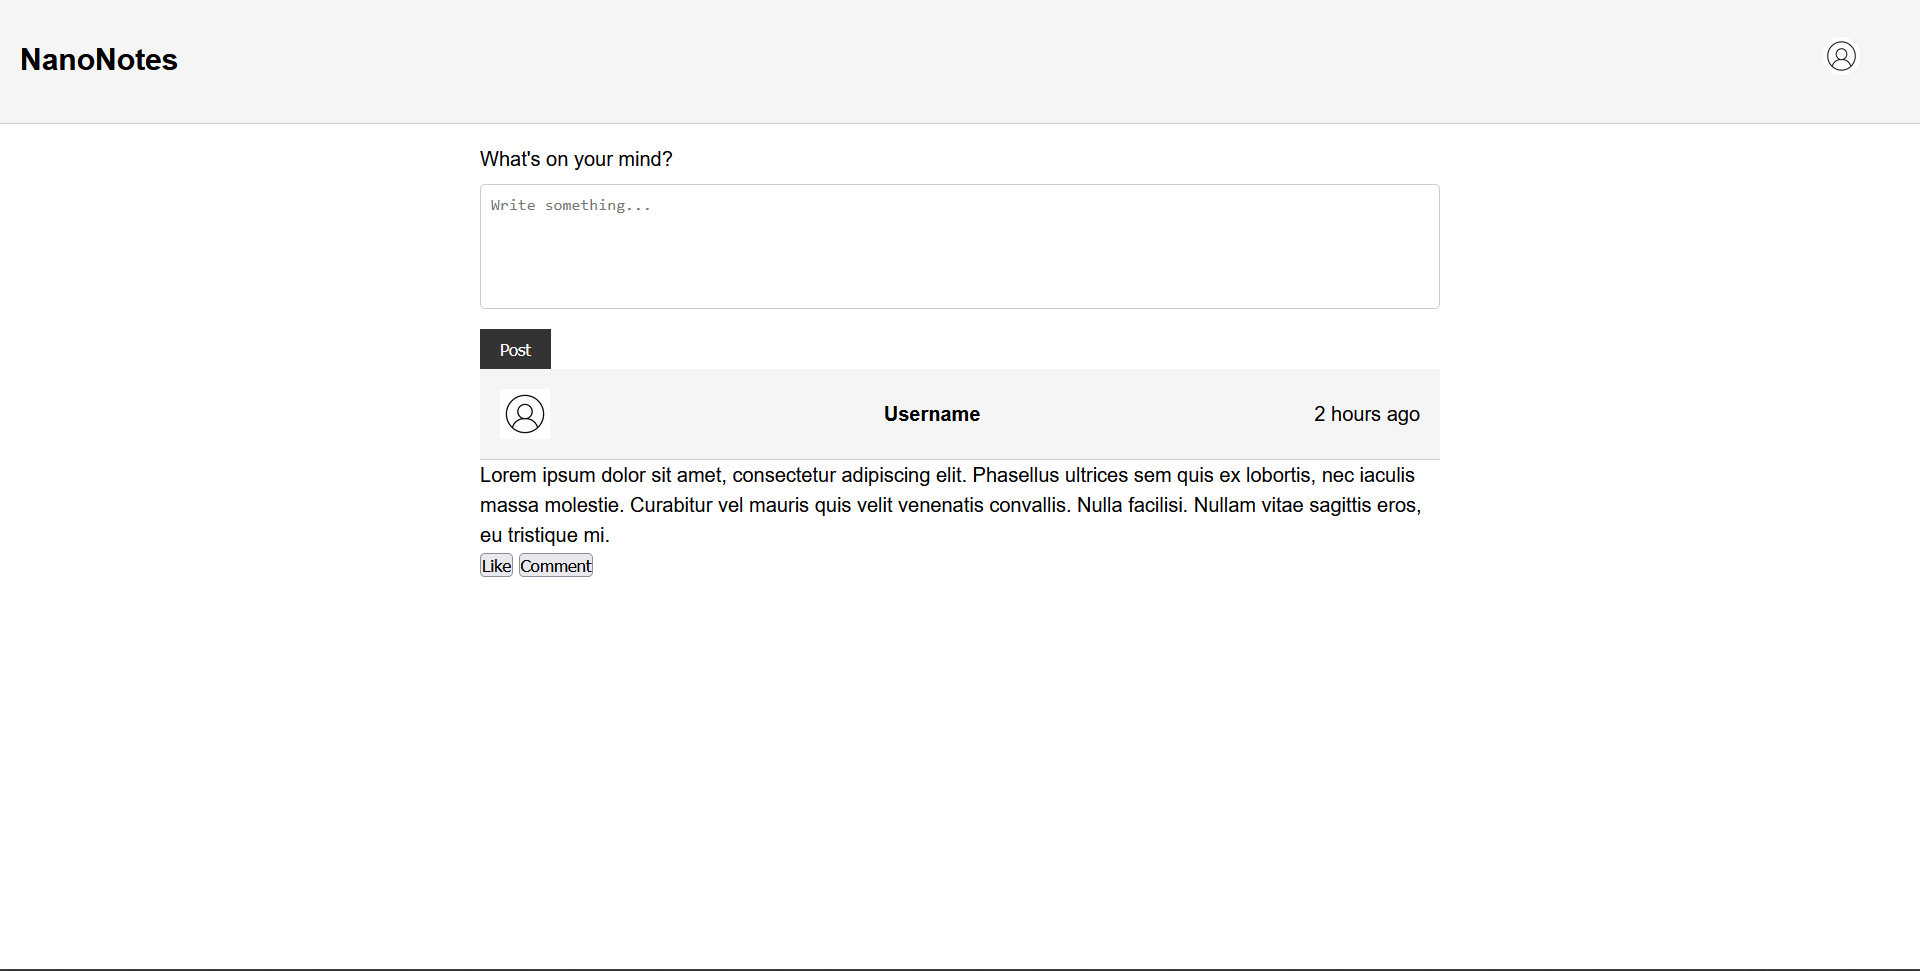 NanoNotes
What's on your mind?
Write something...
Post
Username
2 hours ago
Lorem ipsum dolor sit amet, consectetur adipiscing elit. Phasellus ultrices sem quis ex lobortis, nec iaculis
massa molestie. Curabitur vel mauris quis velit venenatis convallis. Nulla facilisi. Nullam vitae sagittis eros,
eu tristique mi.
Like Comment